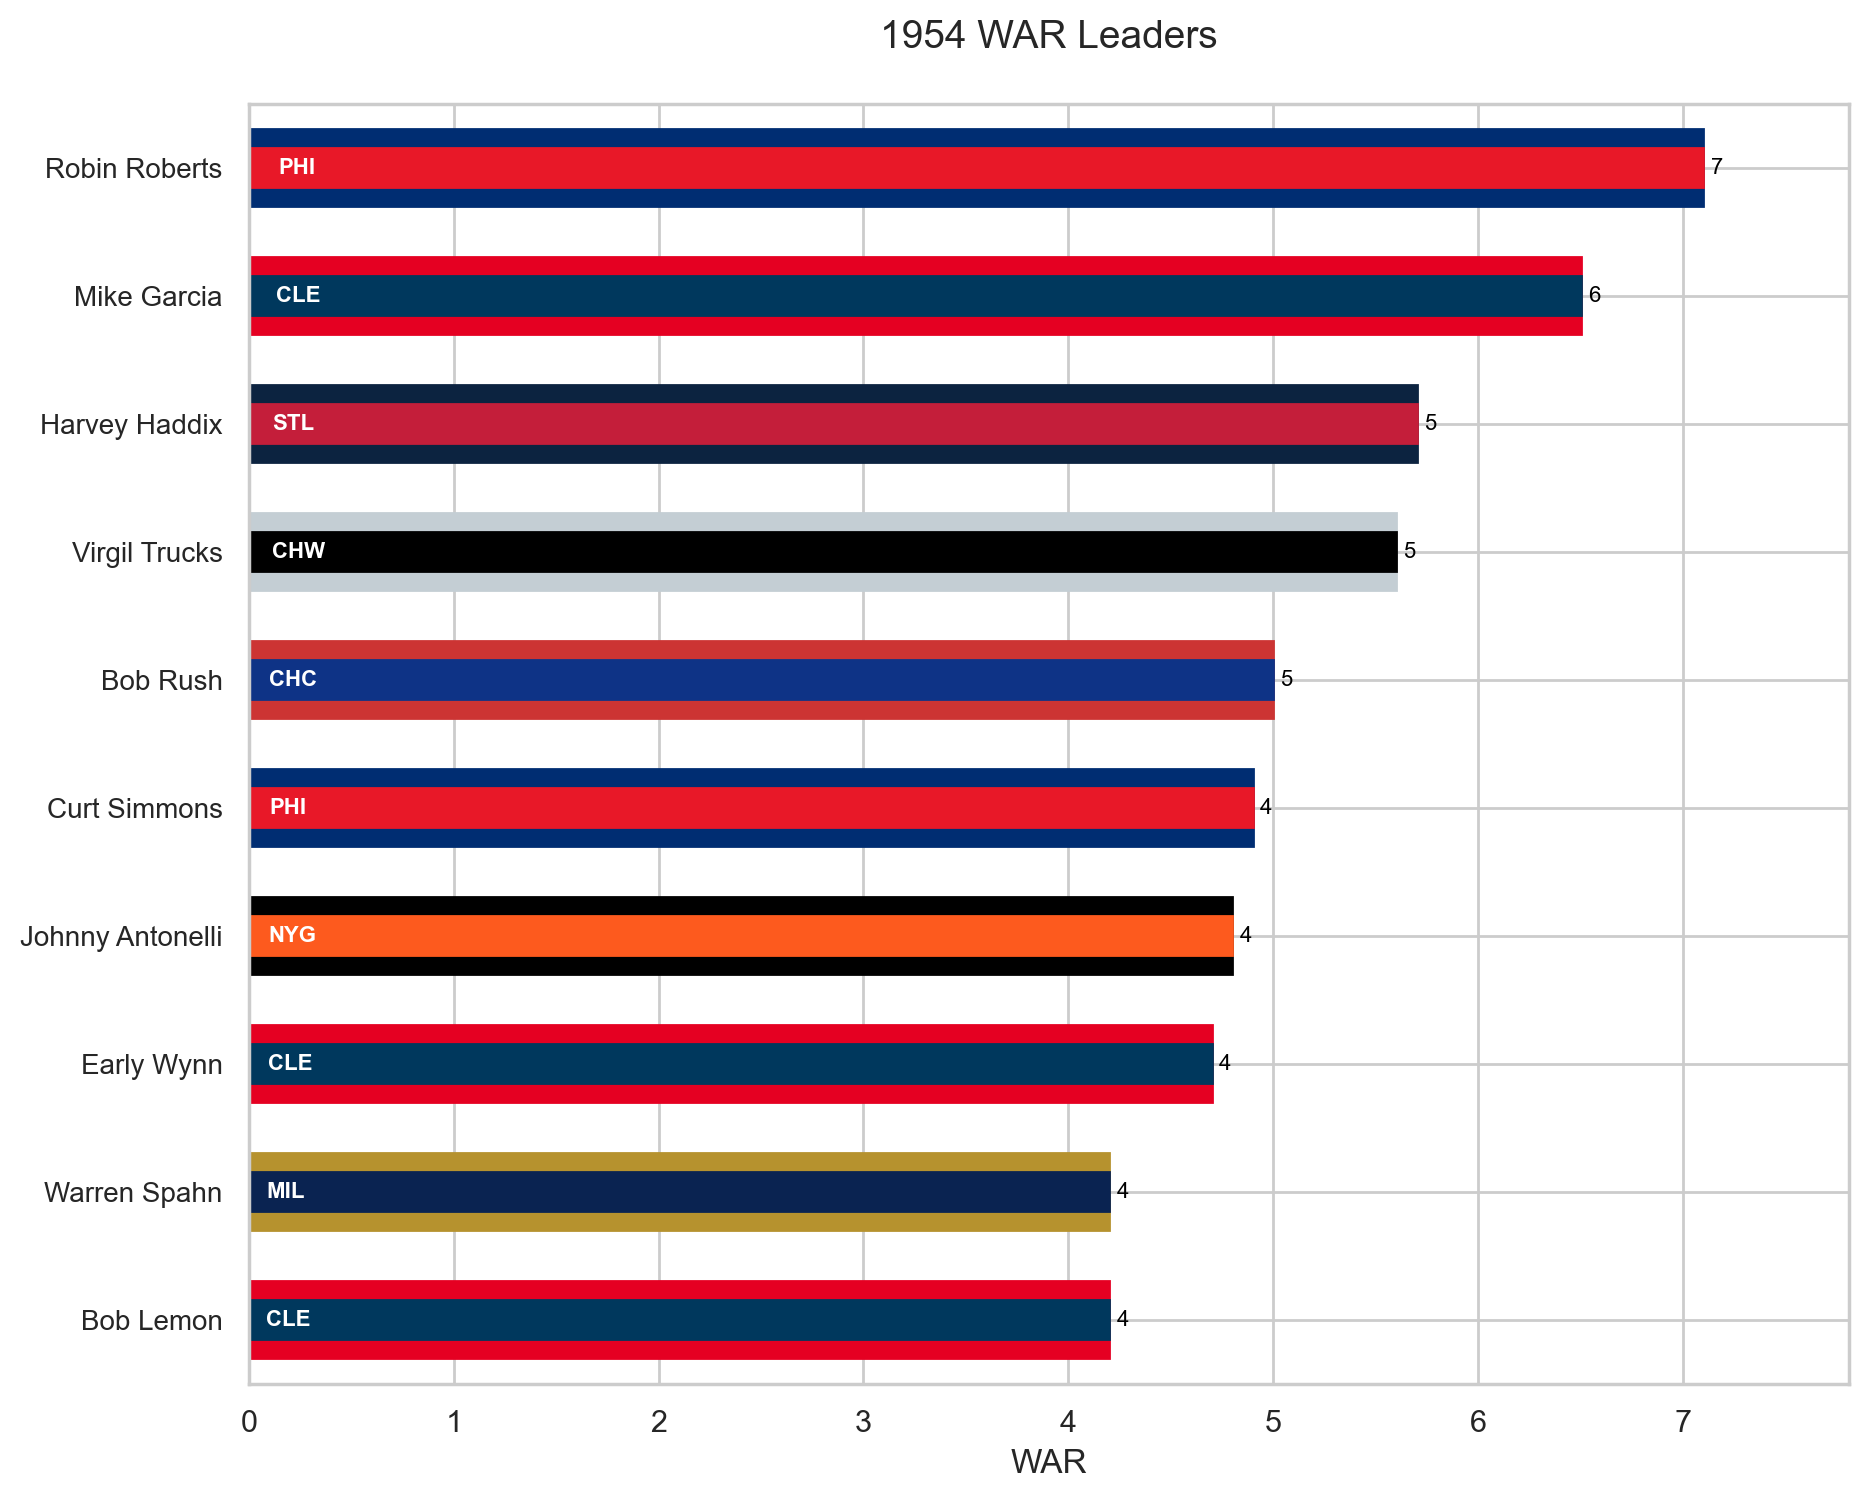 1954 WAR Leaders
Robin Roberts PHI 7
Mike Garcia CLE 6
Harvey Haddix STL 5
Virgil Trucks CHW 5
Bob Rush CHC 5
Curt Simmons PHI 4
Johnny Antonelli NYG 4
Early Wynn CLE 4
Warren Spahn MIL 4
Bob Lemon CLE 4
0 1 2 3 4 5 6 7
WAR